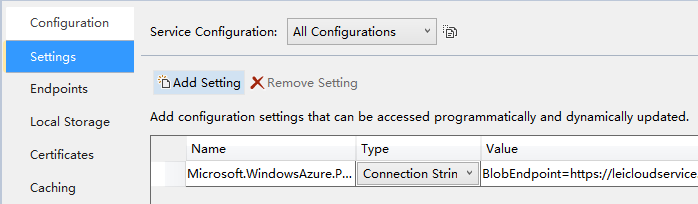 Configuration
Settings
Endpoints
Local Storage
Certificates
Caching
Service Configuration: All Configurations
Add Setting Remove Setting
Add configuration settings that can be accessed programmatically and dynamically updated.
Name Type Value
Microsoft.WindowsAzure.P... Connection Strin BlobEndpoint=https://leicloudservice